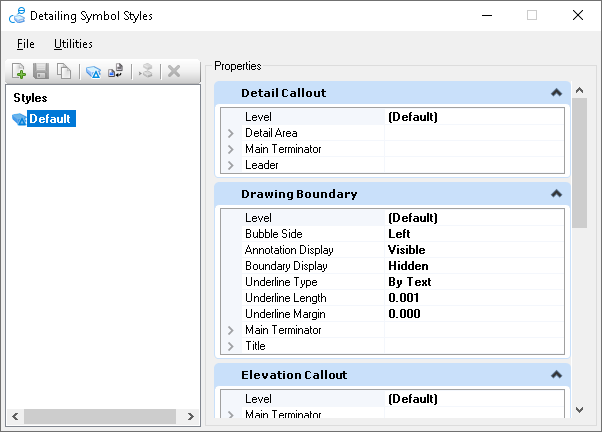 Detailing Symbol Styles
File Utilities
Styles
Default
Properties
Detail Callout
Level (Default)
Detail Area
Main Terminator
Leader
Drawing Boundary
Level (Default)
Bubble Side Left
Annotation Display Visible
Boundary Display Hidden
Underline Type By Text
Underline Length 0.001
Underline Margin 0.000
Main Terminator
Title
Elevation Callout
Level (Default)
Main Terminator